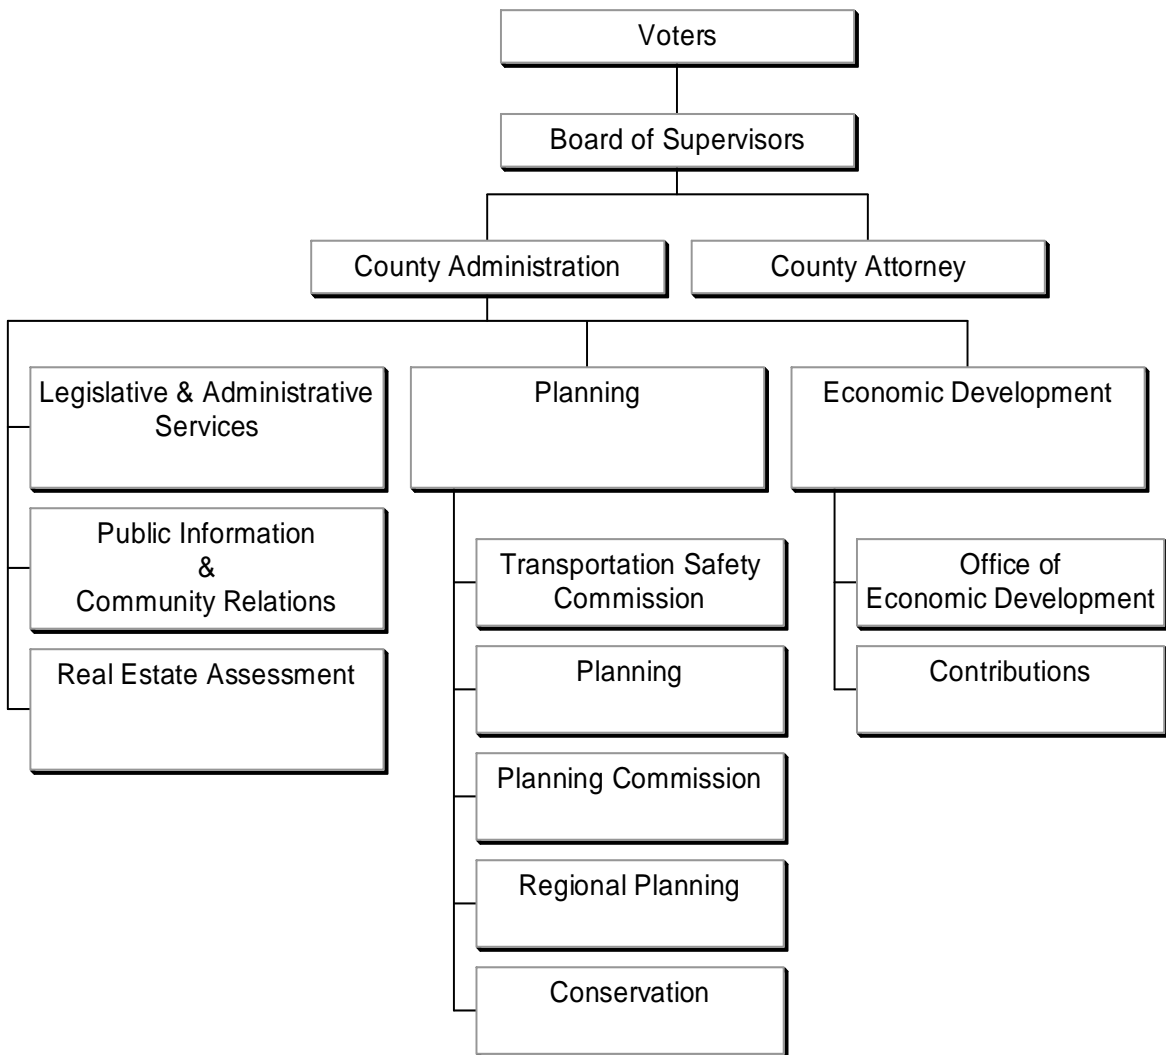 Voters
Board of Supervisors
County Administration
County Attorney
Legislative & Administrative
Services
Public Information
&
Community Relations
Real Estate Assessment
Planning
Transportation Safety
Commission
Planning
Planning Commission
Regional Planning
Conservation
Economic Development
Office of
Economic Development
Contributions